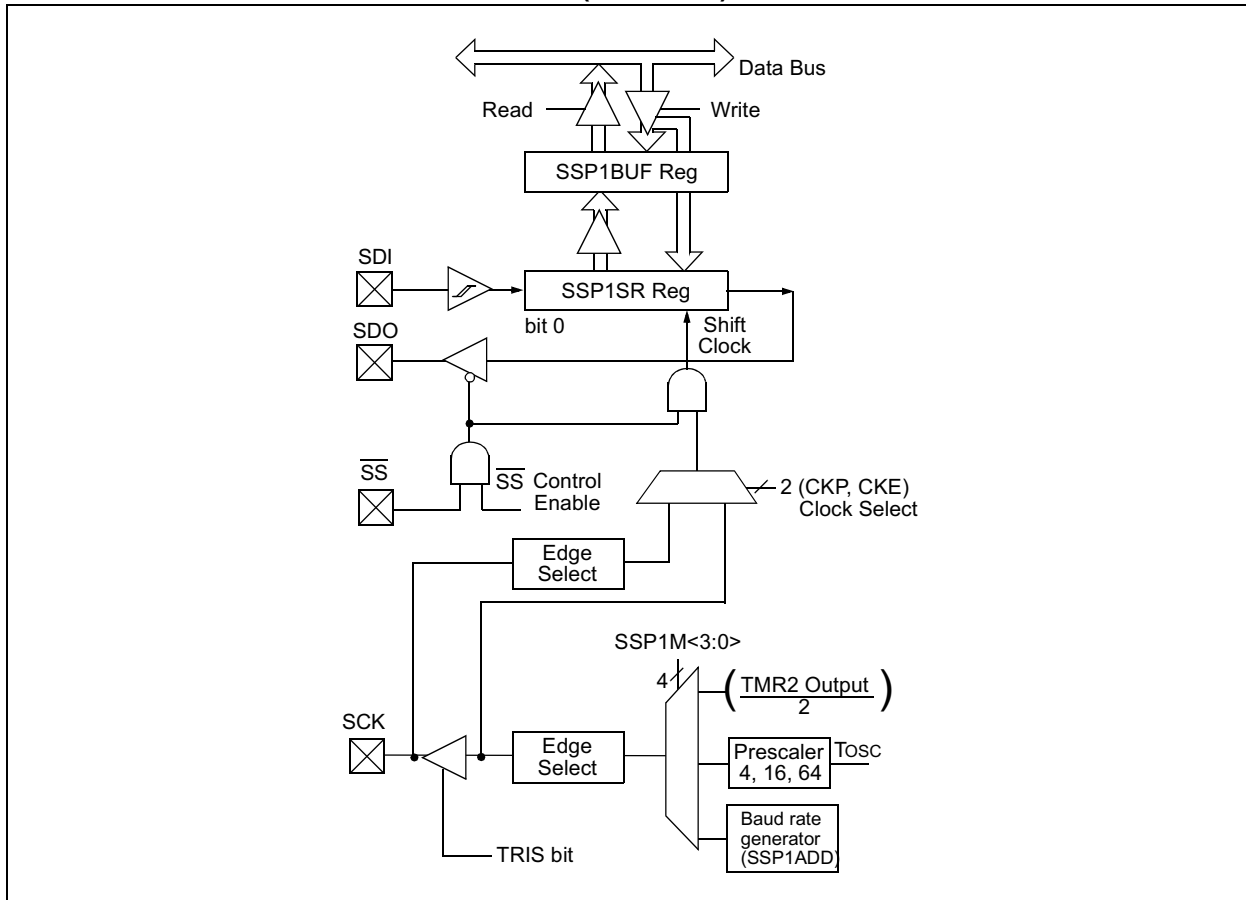 Data Bus
Read
Write
SSP1BUF Reg
SDI
SSP1SR Reg
bit 0
Shift
Clock
SDO
SS
SS Control
Enable
2 (CKP, CKE)
Clock Select
Edge
Select
SSP1M<3:0>
4
(TMR2 Output)
2
SCK
Edge
Select
Prescaler
4, 16, 64
TOSC
Baud rate
generator
(SSP1ADD)
TRIS bit